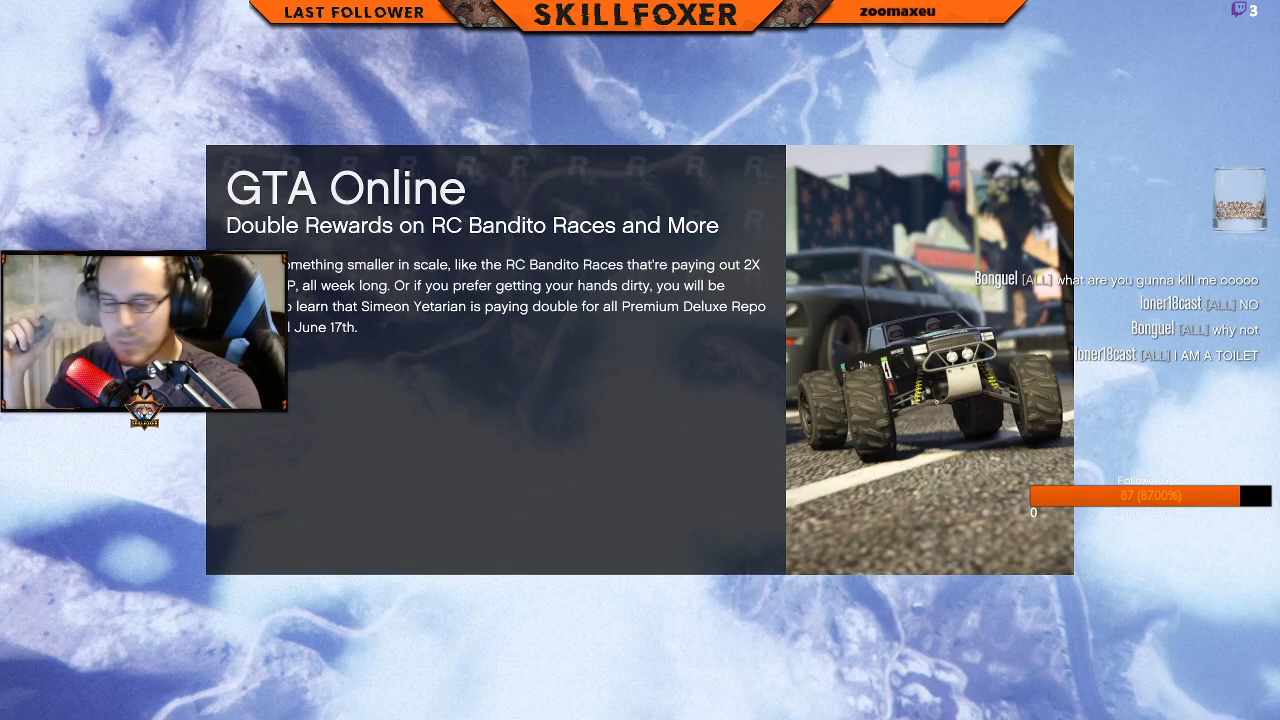 LAST FOLLOWER
SKILLFOXER
zoomaxeu
3
GTA Online
Double Rewards on RC Bandito Races and More
omething smaller in scale, like the RC Bandito Races that're paying out 2X
P, all week long. Or if you prefer getting your hands dirty, you will be
o learn that Simeon Yetarian is paying double for all Premium Deluxe Repo
l June 17th.
Bonguel [ALL] what are you gunna kill me ooooo
loner18cast [ALL] NO
Bonguel [ALL] why not
loner18cast [ALL] I AM A TOILET
Follower
87 (87.00%)
0
SKILLFOXER